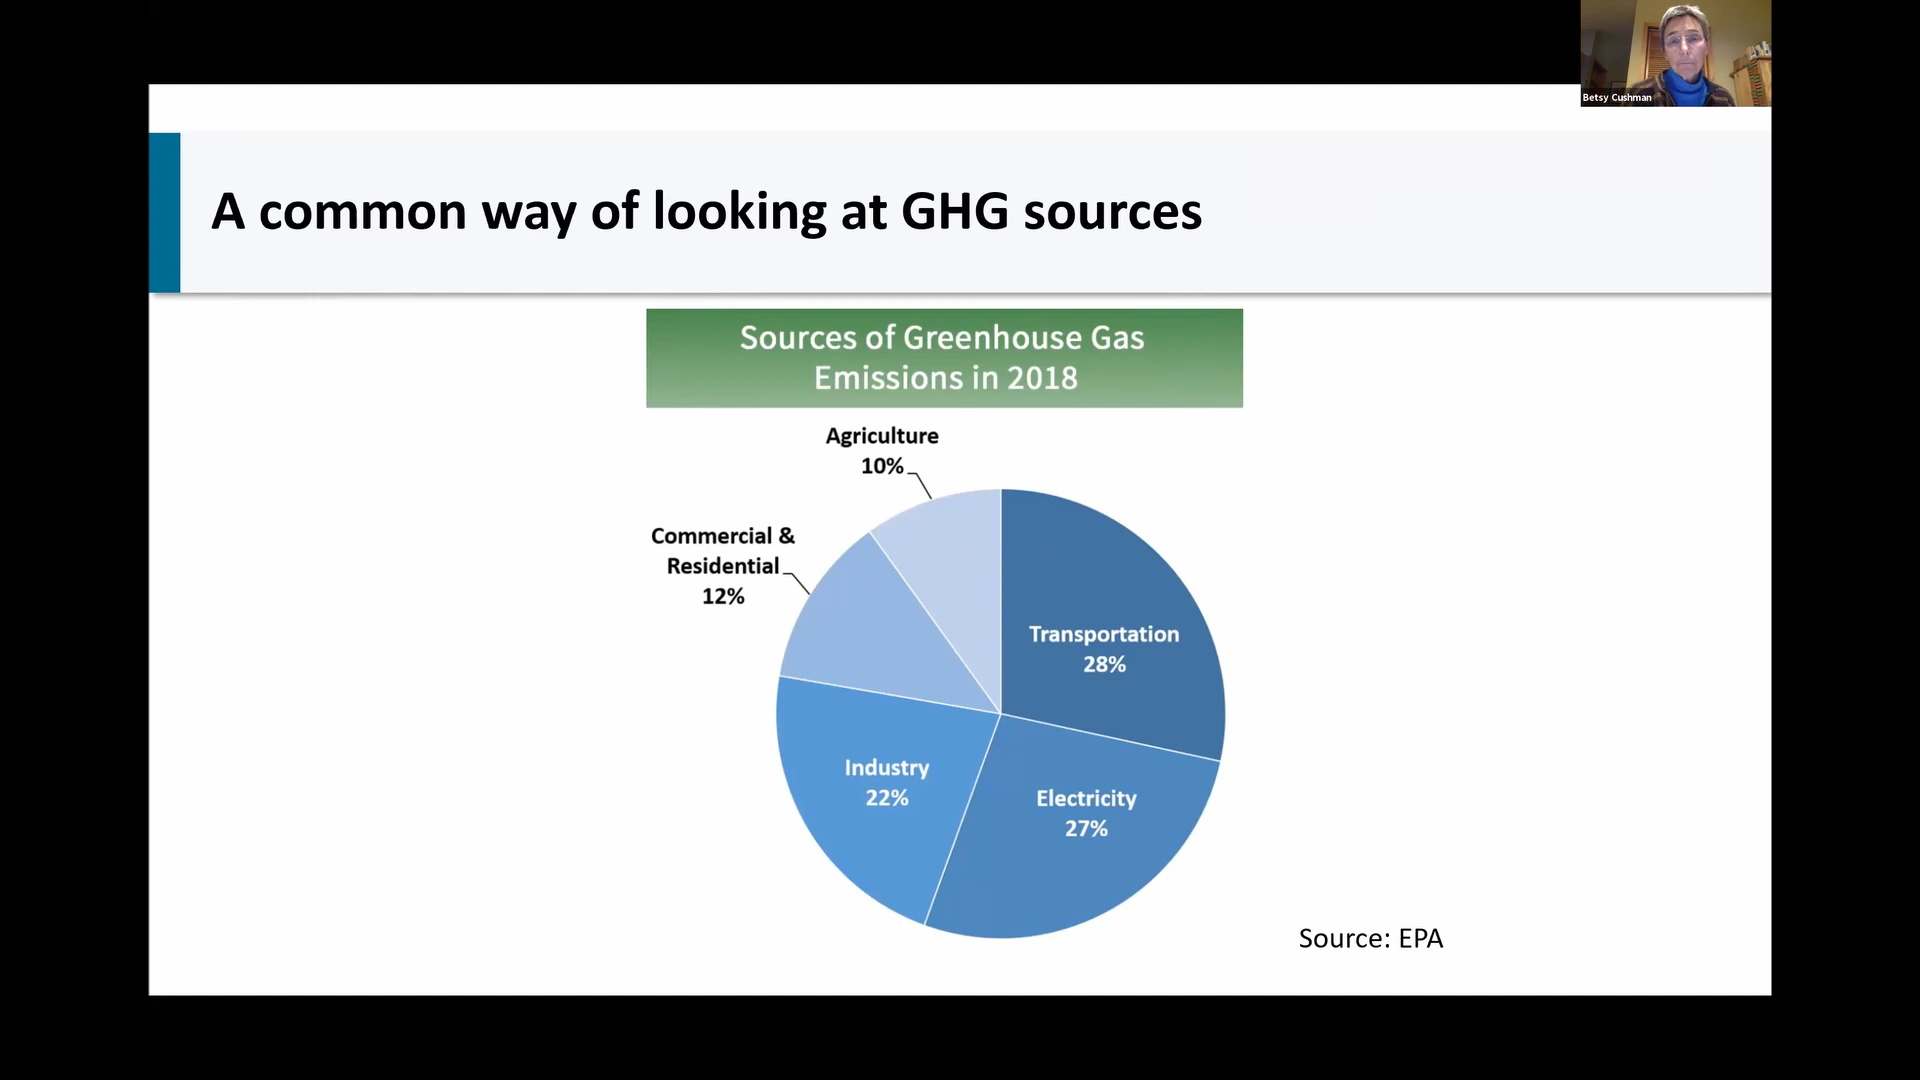 Betsy Cushman
A common way of looking at GHG sources
Sources of Greenhouse Gas
Emissions in 2018
Agriculture
10%
Commercial &
Residential
12%
Transportation
28%
Industry
22%
Electricity
27%
Source: EPA